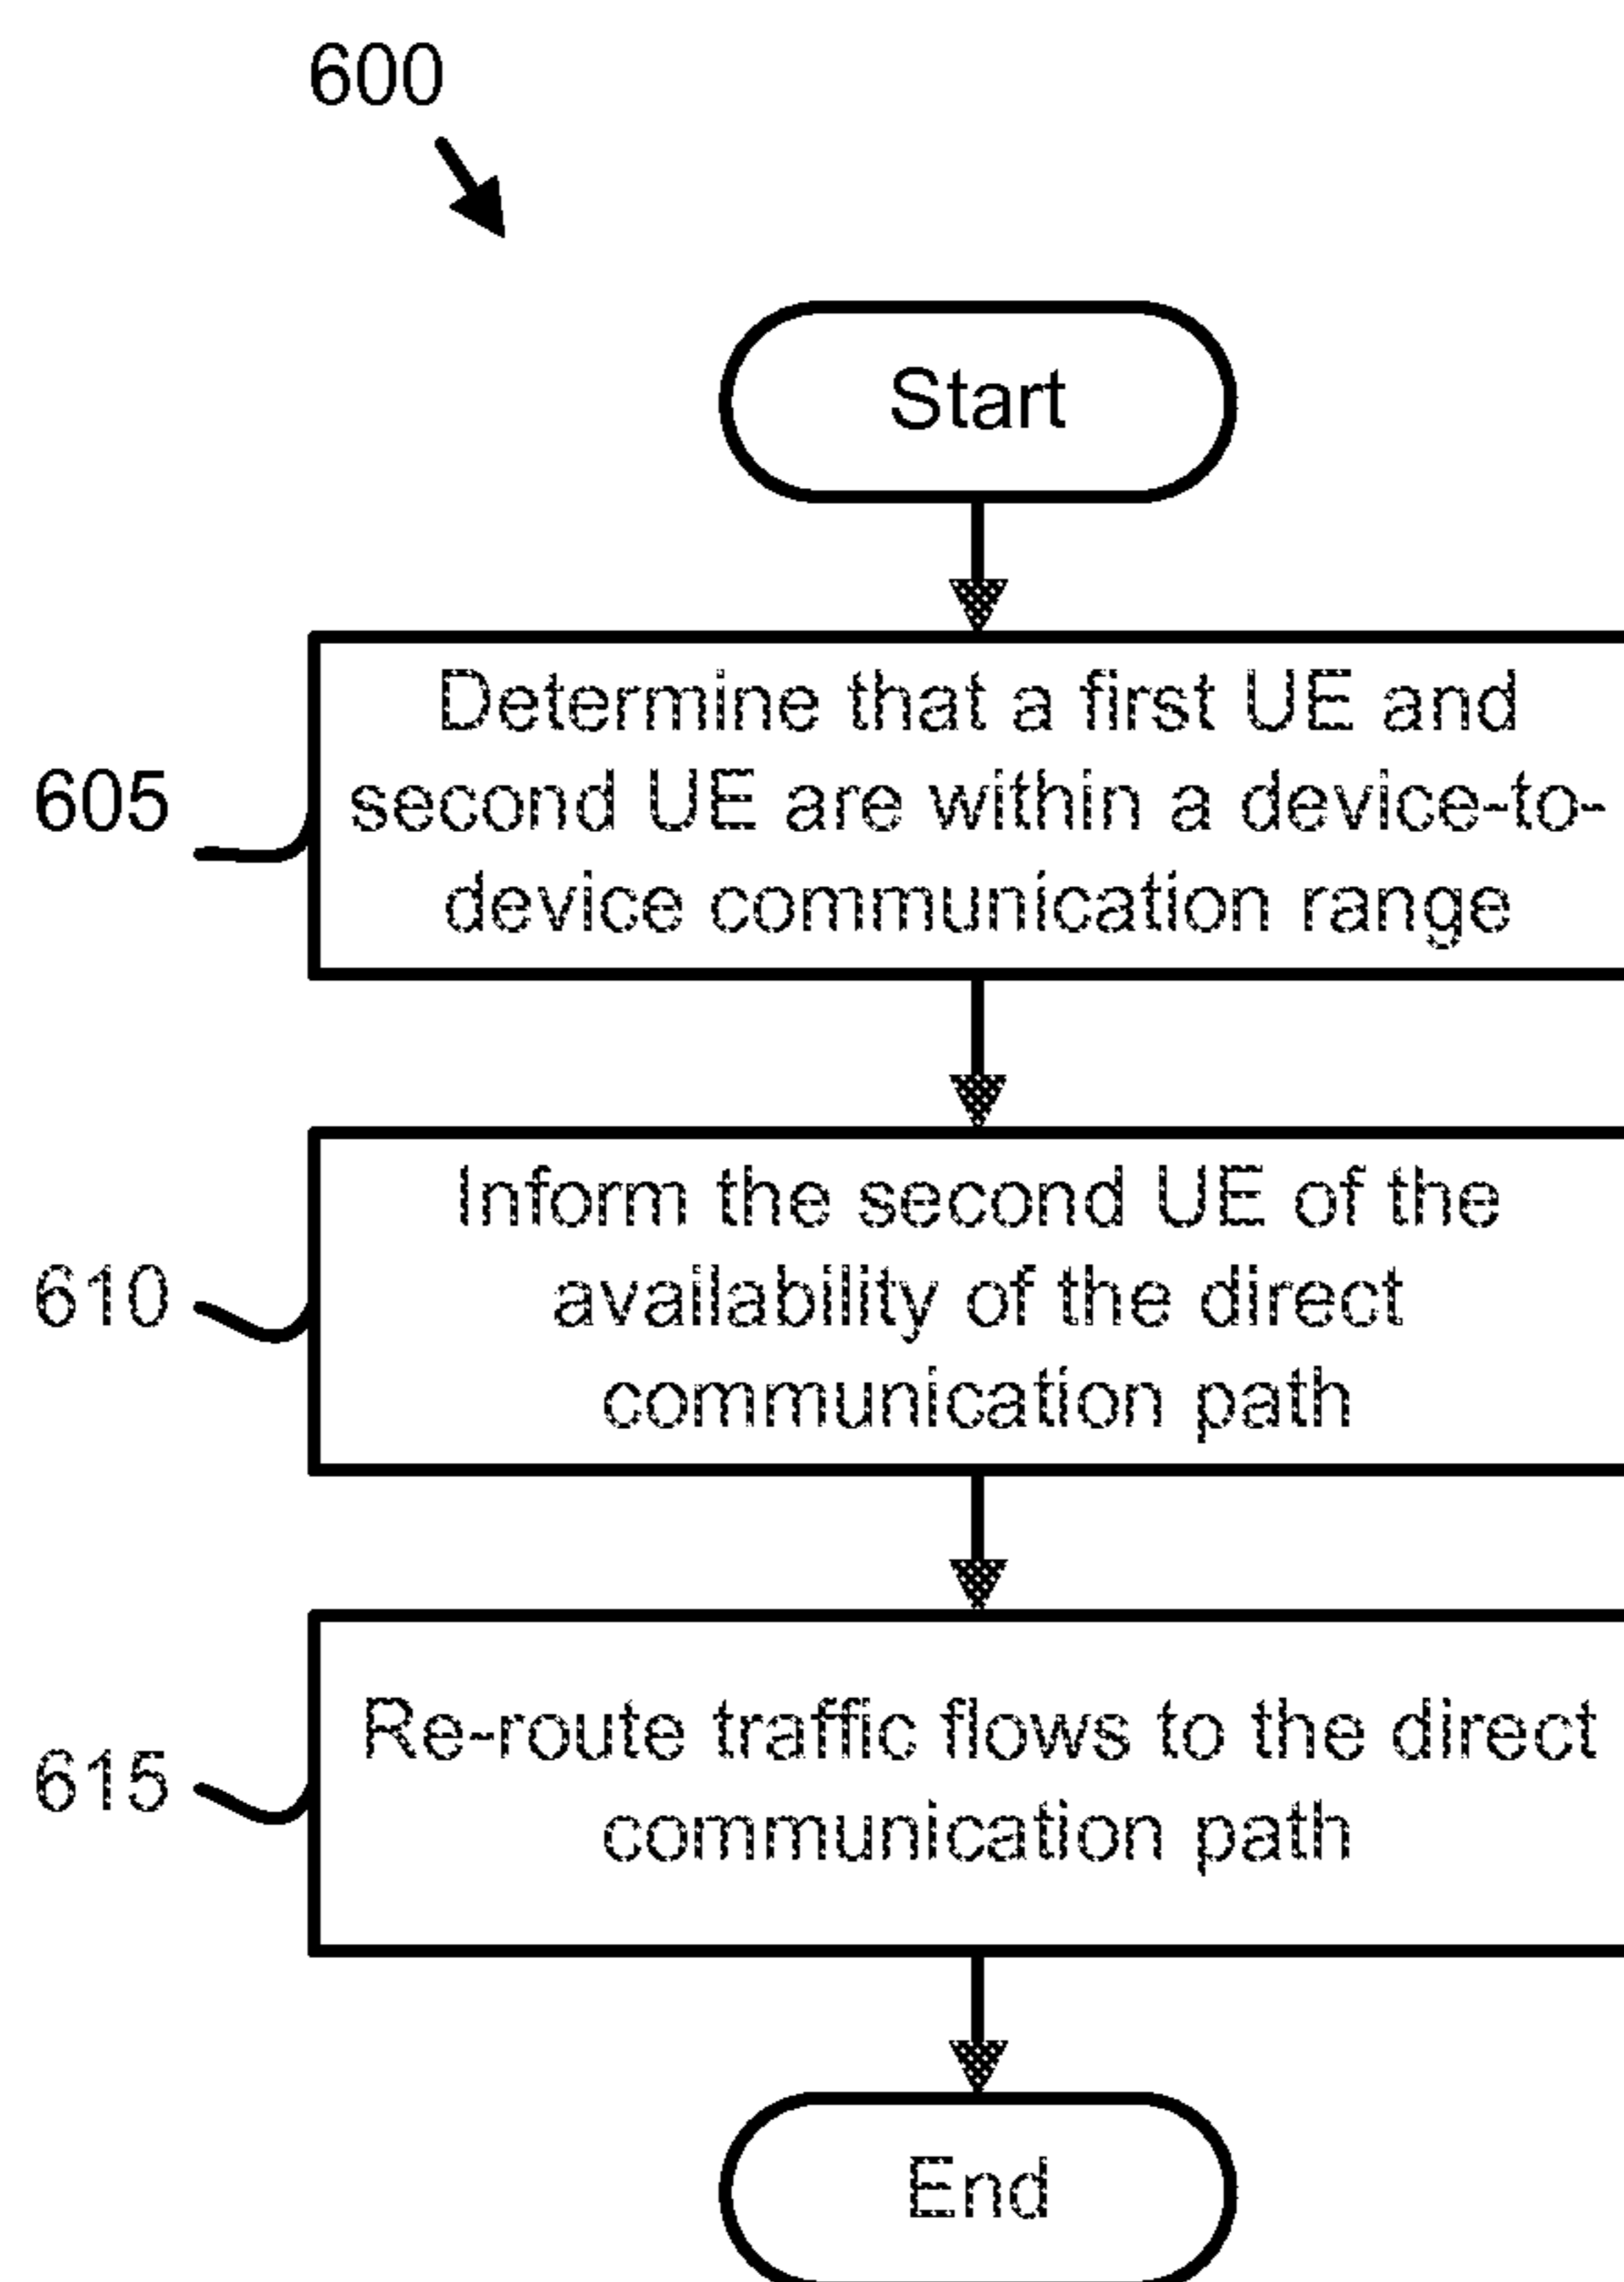 600
Start
605
Determine that a first UE and
second UE are within a device-to-
device communication range
610
Inform the second UE of the
availability of the direct
communication path
615
Re-route traffic flows to the direct
communication path
End